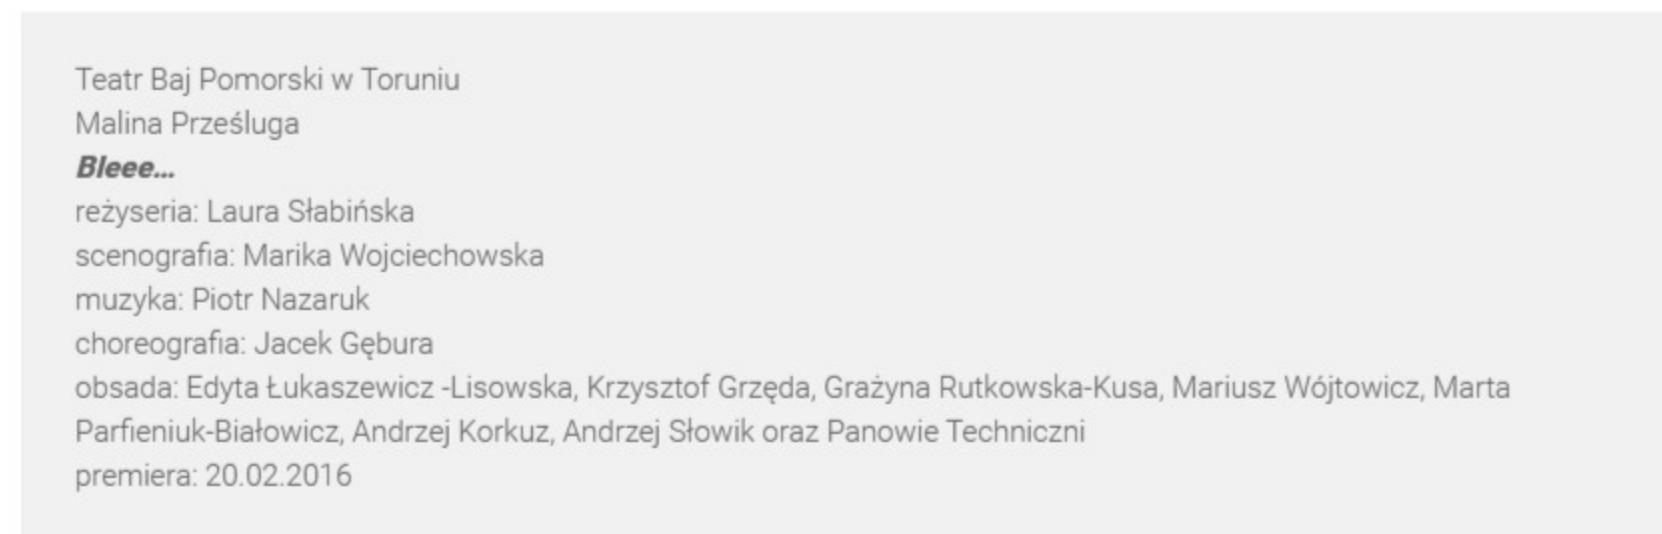 Teatr Baj Pomorski w Toruniu
Malina Prześluga
Bleee...
reżyseria: Laura Słabińska
scenografia: Marika Wojciechowska
muzyka: Piotr Nazaruk
choreografia: Jacek Gębura
obsada: Edyta Łukaszewicz -Lisowska, Krzysztof Grzęda, Grażyna Rutkowska-Kusa, Mariusz Wójtowicz, Marta
Parfieniuk-Białowicz, Andrzej Korkuz, Andrzej Słowik oraz Panowie Techniczni
premiera: 20.02.2016